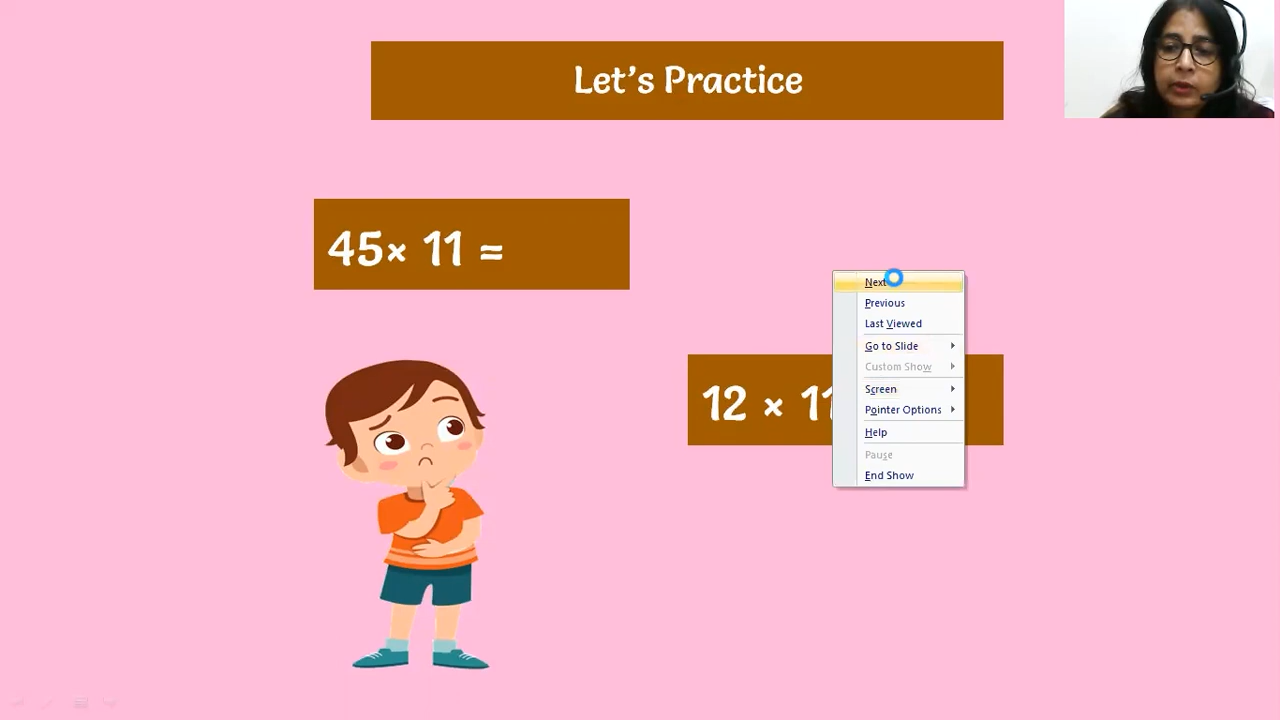 Let's Practice
45× 11 =
12 × 11
Next
Previous
Last Viewed
Go to Slide
Custom Show
Screen
Pointer Options
Help
Pause
End Show